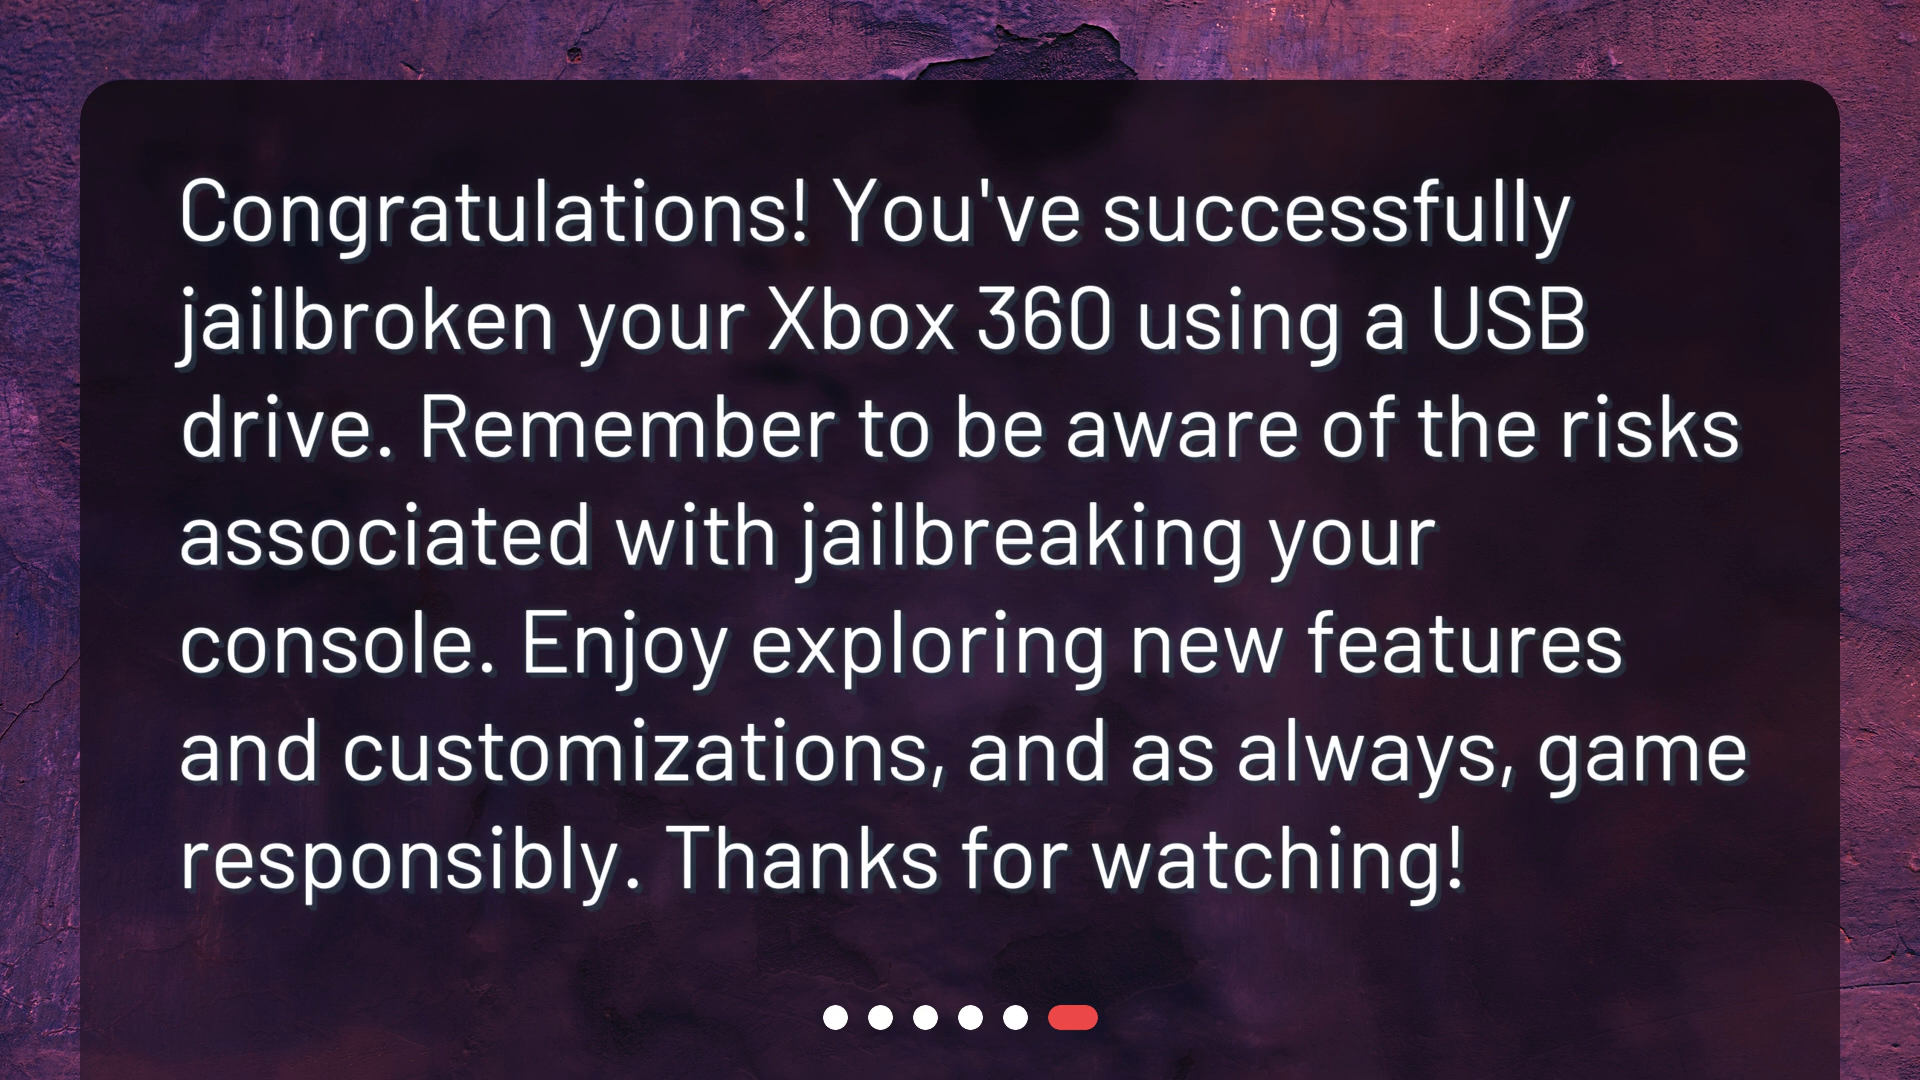 Congratulations! You've successfully
jailbroken your Xbox 360 using a USB
drive. Remember to be aware of the risks
associated with jailbreaking your
console. Enjoy exploring new features
and customizations, and as always, game
responsibly. Thanks for watching!